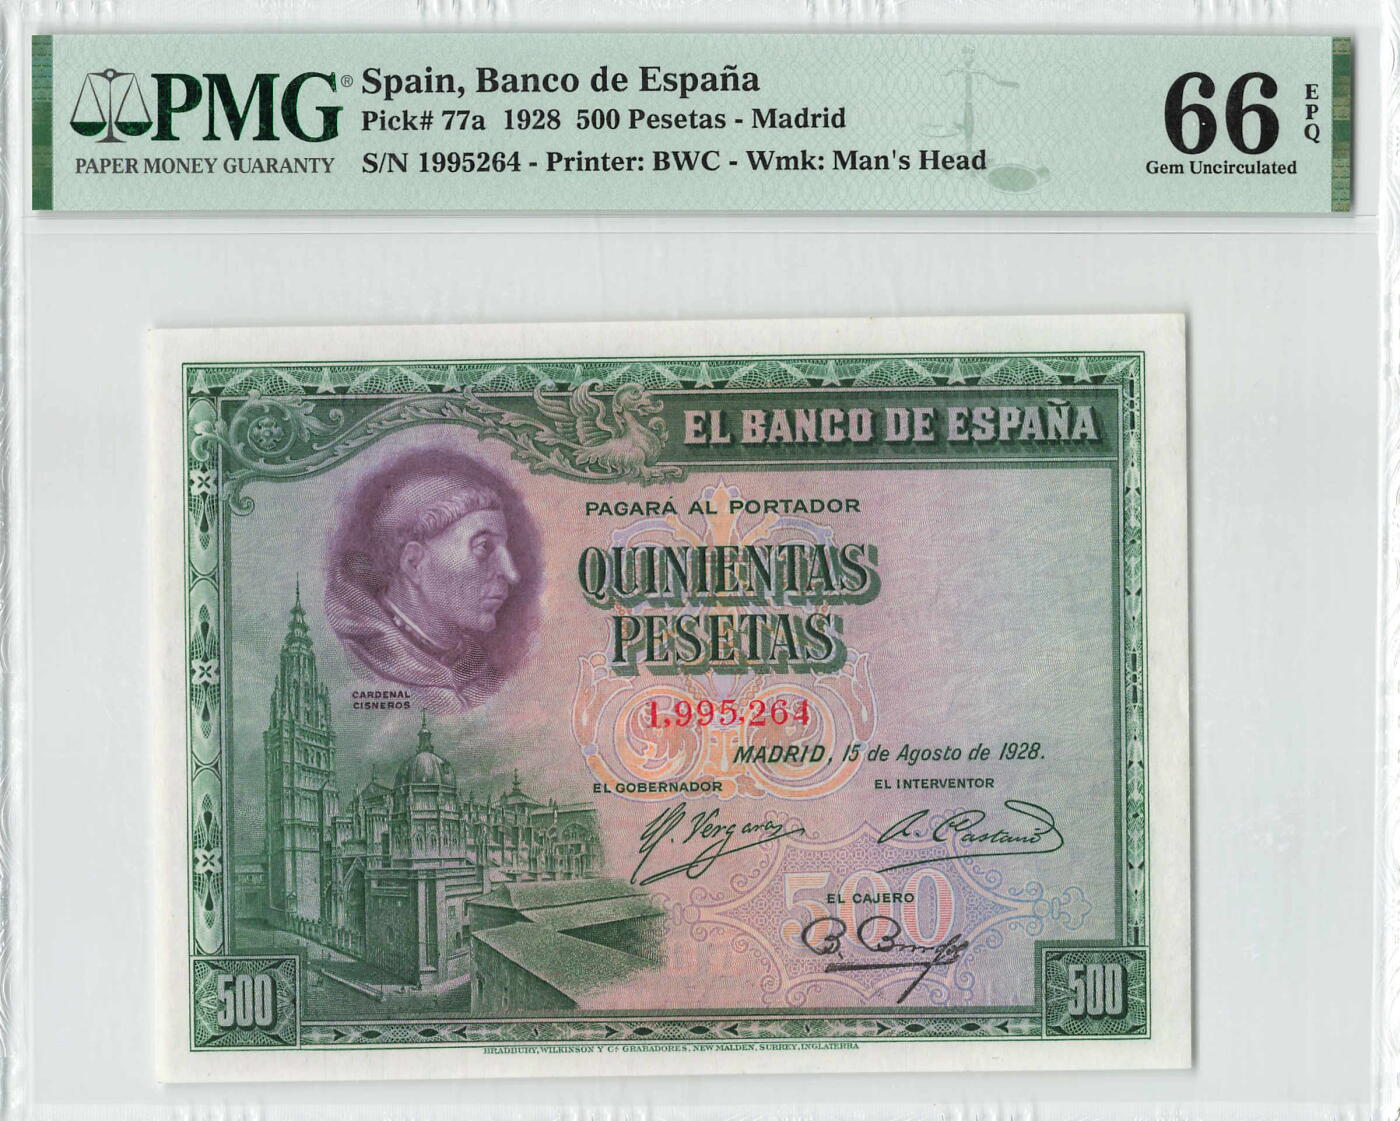 PMG®
PAPER MONEY GUARANTY
Spain, Banco de España
Pick# 77a 1928 500 Pesetas - Madrid
S/N 1995264 - Printer: BWC - Wmk: Man's Head
66
EPQ
Gem Uncirculated
EL BANCO DE ESPAÑA
PAGARÁ AL PORTADOR
QUINIENTAS
PESETAS
CARDENAL
CISNEROS
1,995,264
MADRID, 15 de Agosto de 1928.
EL GOBERNADOR
EL INTERVENTOR
500
EL CAJERO
500
500
BRADBURY, WILKINSON Y Cª GRABADORES, NEW MALDEN, SURREY, INGLATERRA